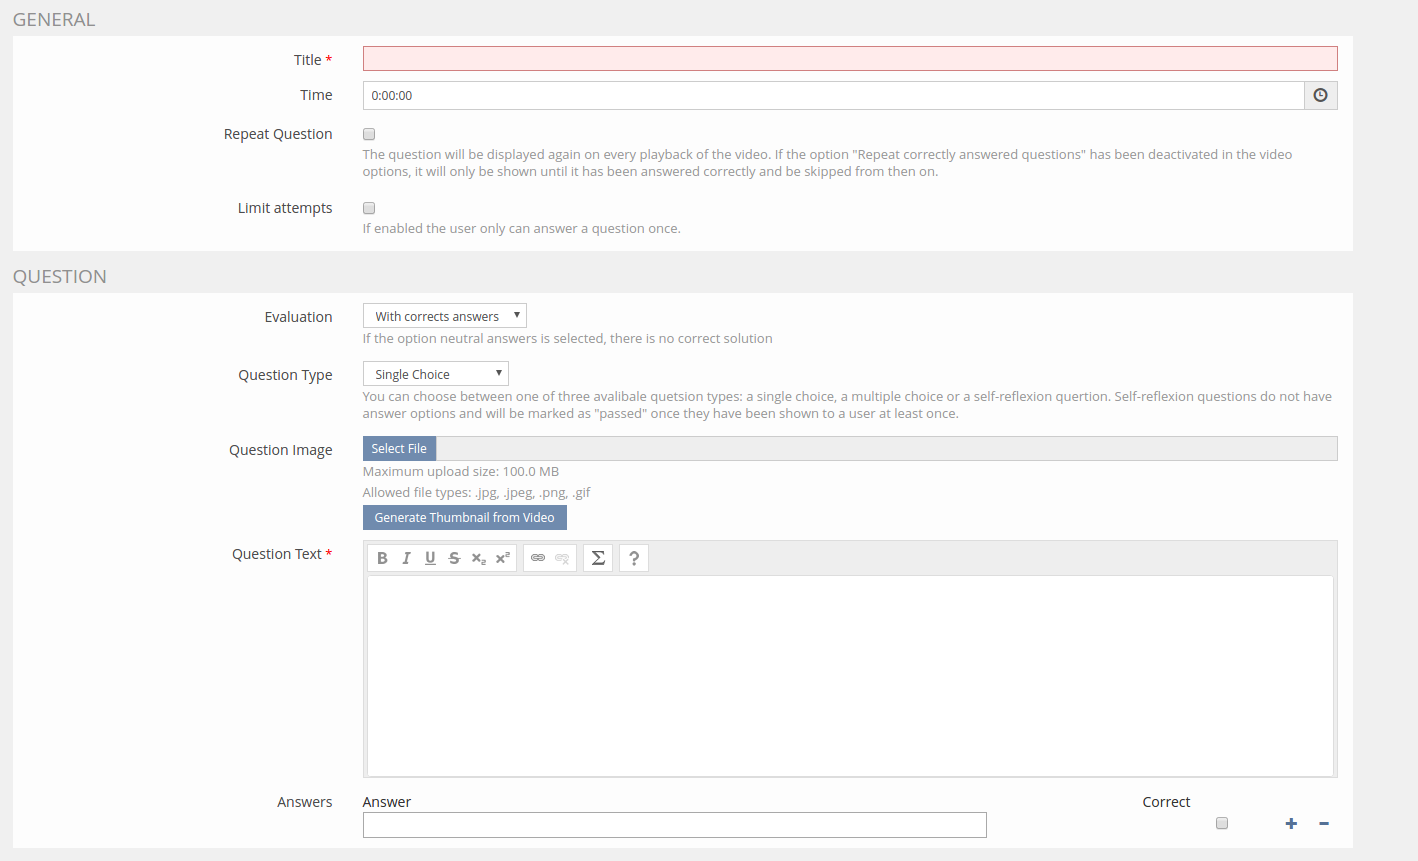 GENERAL
Title *
Time 0:00:00
Repeat Question
The question will be displayed again on every playback of the video. If the option "Repeat correctly answered questions" has been deactivated in the video
options, it will only be shown until it has been answered correctly and be skipped from then on.
Limit attempts
If enabled the user only can answer a question once.
QUESTION
Evaluation With corrects answers
If the option neutral answers is selected, there is no correct solution
Question Type Single Choice
You can choose between one of three avalibale quetsion types: a single choice, a multiple choice or a self-reflexion quertion. Self-reflexion questions do not have
answer options and will be marked as "passed" once they have been shown to a user at least once.
Question Image Select File
Maximum upload size: 100.0 MB
Allowed file types: .jpg, .jpeg, .png, .gif
Generate Thumbnail from Video
Question Text * B I U S x₂ x² Σ ?
Answers Answer Correct